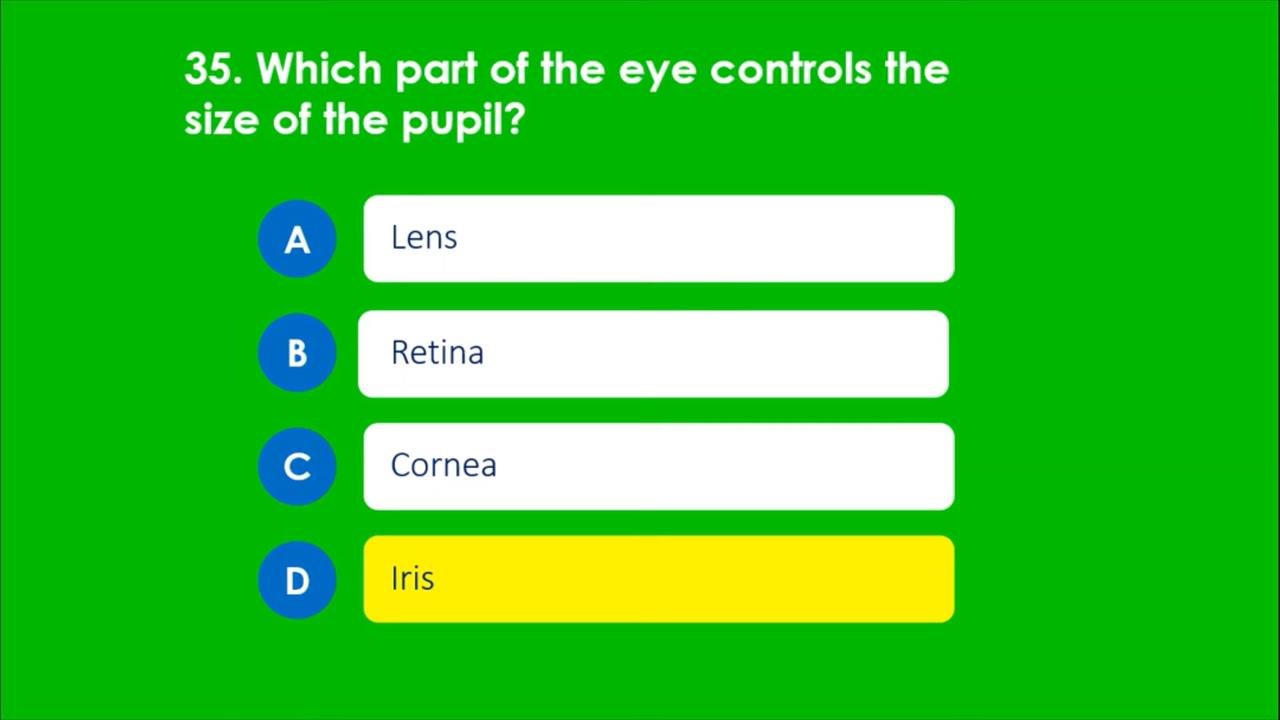 35. Which part of the eye controls the
size of the pupil?
A Lens
B Retina
C Cornea
D Iris